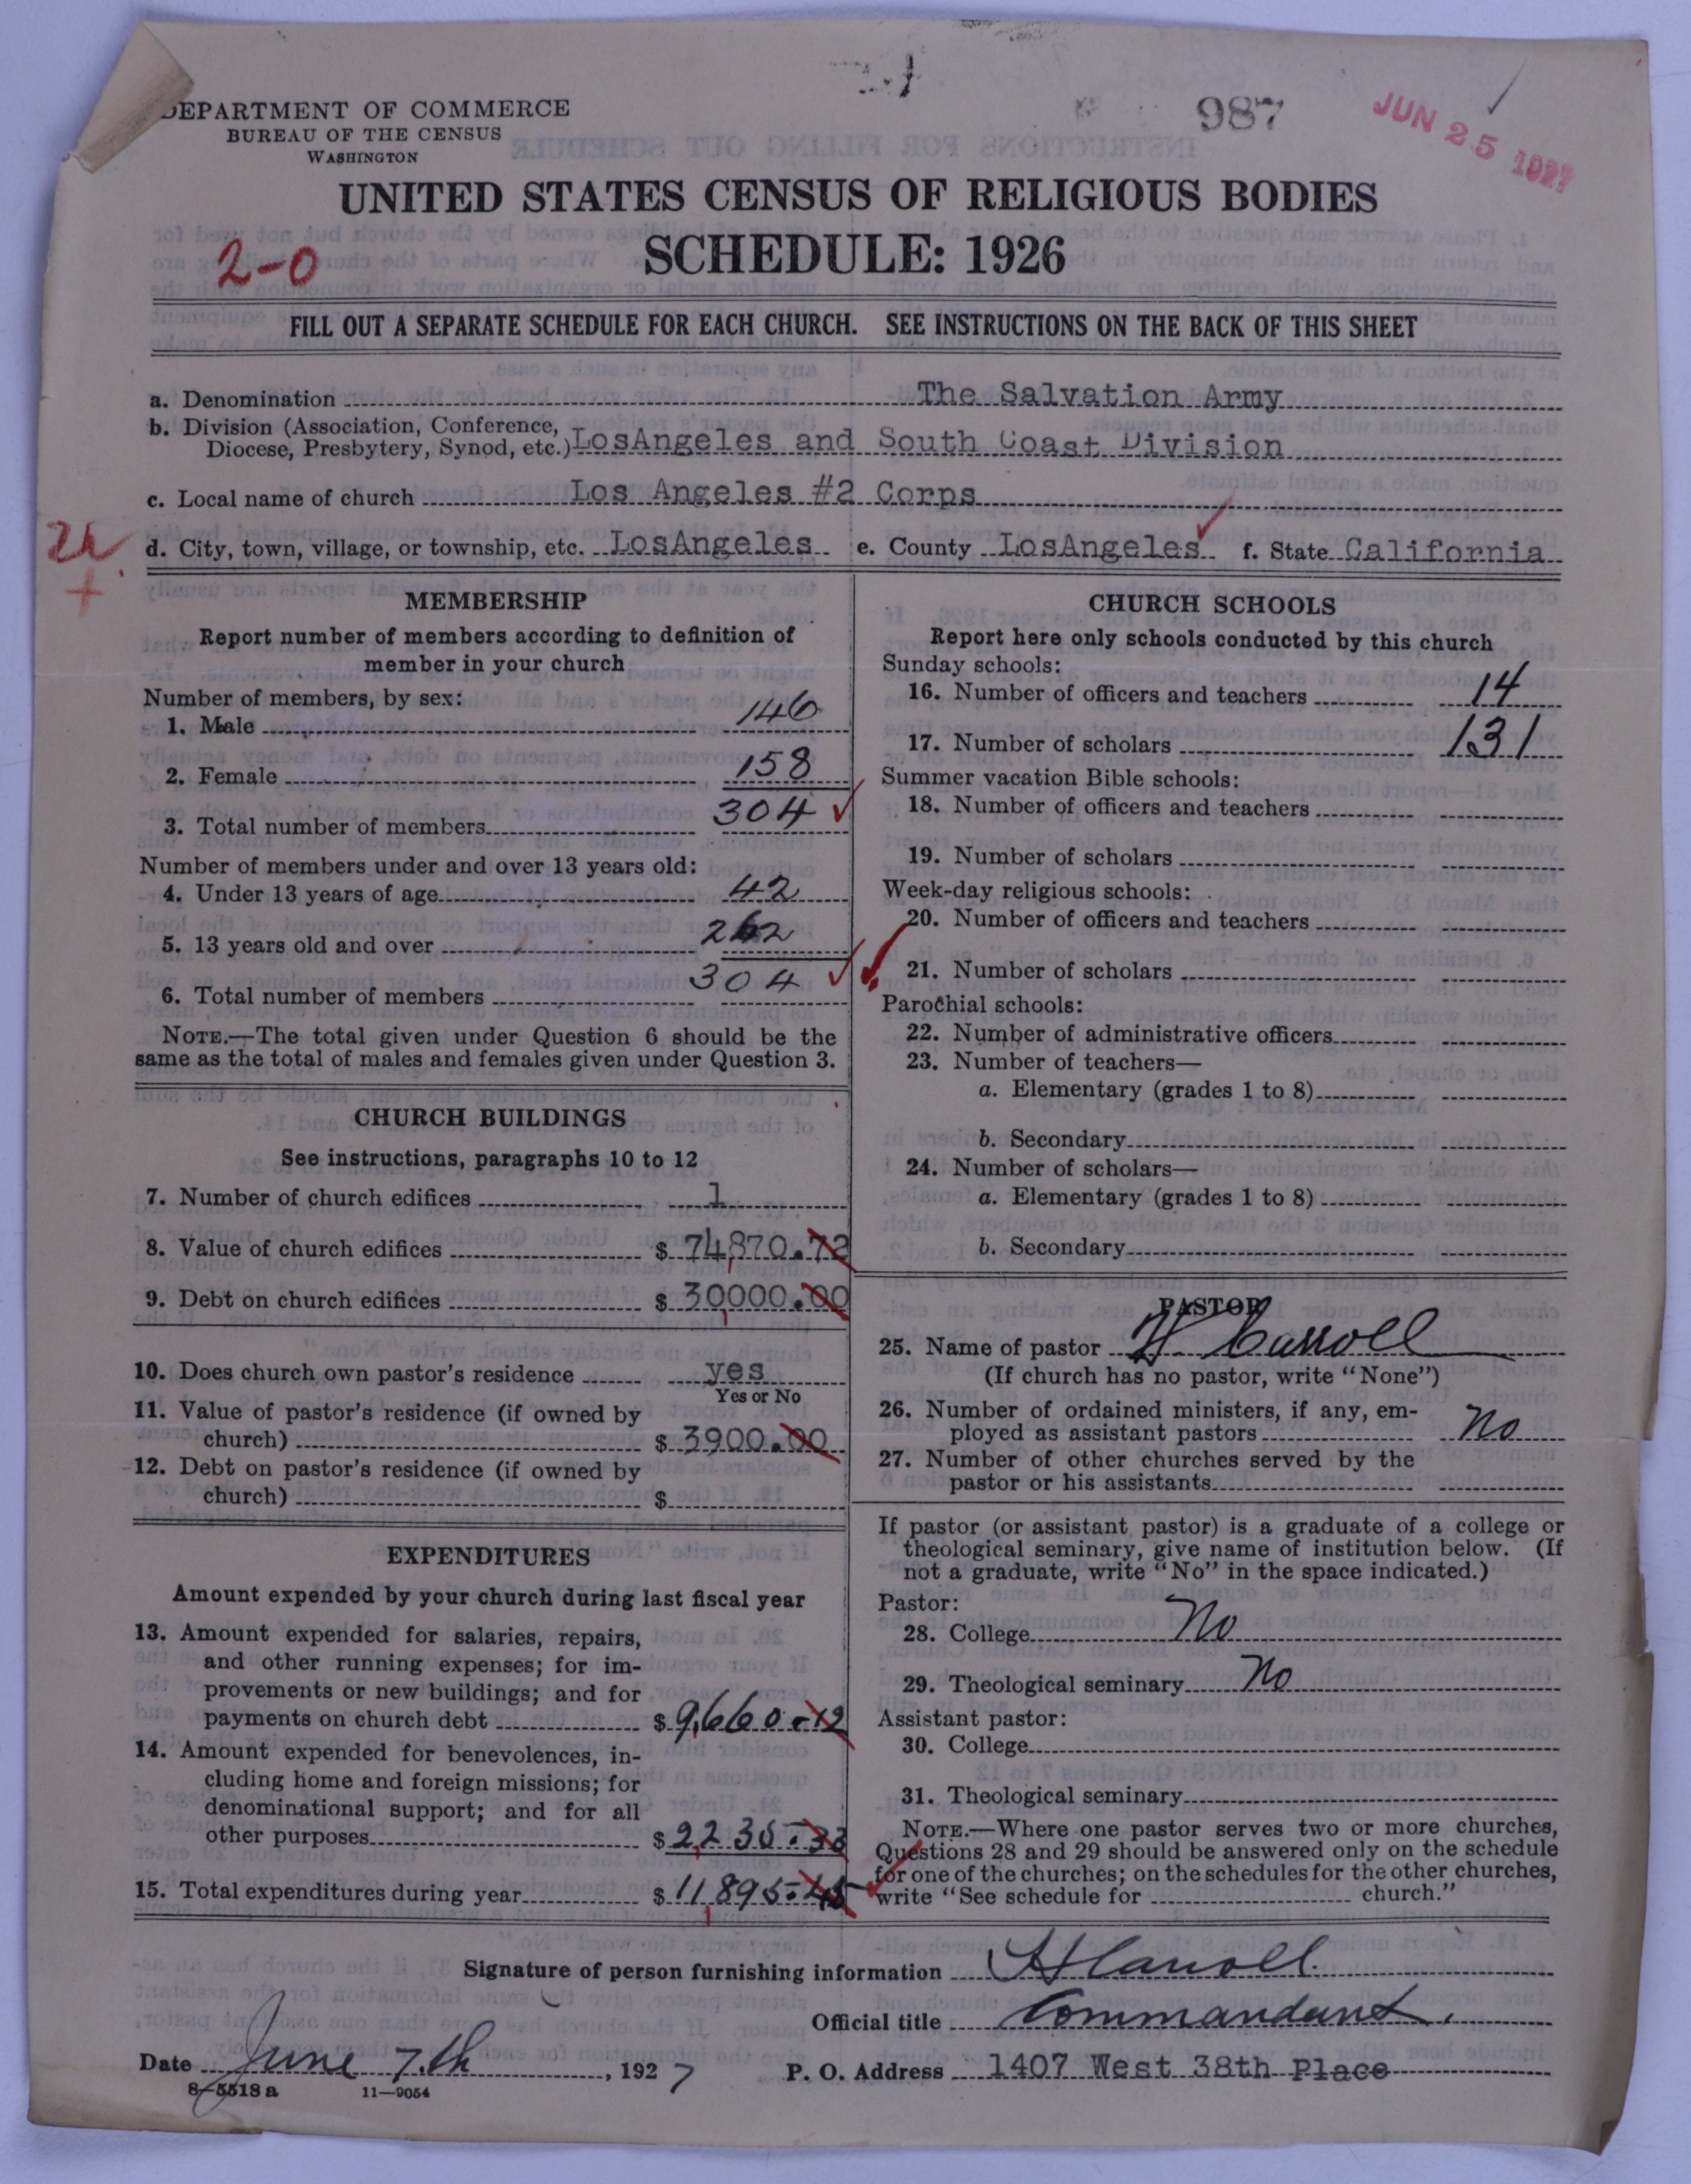 DEPARTMENT OF COMMERCE
BUREAU OF THE CENSUS
WASHINGTON
987
JUN 25 1927
UNITED STATES CENSUS OF RELIGIOUS BODIES
SCHEDULE: 1926
2-0
FILL OUT A SEPARATE SCHEDULE FOR EACH CHURCH. SEE INSTRUCTIONS ON THE BACK OF THIS SHEET
a. Denomination The Salvation Army
b. Division (Association, Conference,
Diocese, Presbytery, Synod, etc.) LosAngeles and South Coast Division
c. Local name of church Los Angeles #2 Corps
d. City, town, village, or township, etc. LosAngeles e. County LosAngeles f. State California
MEMBERSHIP
Report number of members according to definition of
member in your church
Number of members, by sex:
1. Male 146
2. Female 158
3. Total number of members 304
Number of members under and over 13 years old:
4. Under 13 years of age 42
5. 13 years old and over 262
6. Total number of members 304
NOTE.—The total given under Question 6 should be the
same as the total of males and females given under Question 3.
CHURCH BUILDINGS
See instructions, paragraphs 10 to 12
7. Number of church edifices 1
8. Value of church edifices $ 74,870.72
9. Debt on church edifices $ 30,000.00
10. Does church own pastor's residence yes
Yes or No
11. Value of pastor's residence (if owned by
church) $ 3900.00
12. Debt on pastor's residence (if owned by
church) $
EXPENDITURES
Amount expended by your church during last fiscal year
13. Amount expended for salaries, repairs,
and other running expenses; for im-
provements or new buildings; and for
payments on church debt $ 9,660.12
14. Amount expended for benevolences, in-
cluding home and foreign missions; for
denominational support; and for all
other purposes $ 2,235.33
15. Total expenditures during year $ 11,895.45
CHURCH SCHOOLS
Report here only schools conducted by this church
Sunday schools:
16. Number of officers and teachers 14
17. Number of scholars 131
Summer vacation Bible schools:
18. Number of officers and teachers
19. Number of scholars
Week-day religious schools:
20. Number of officers and teachers
21. Number of scholars
Parochial schools:
22. Number of administrative officers
23. Number of teachers—
a. Elementary (grades 1 to 8)
b. Secondary
24. Number of scholars—
a. Elementary (grades 1 to 8)
b. Secondary
PASTOR
25. Name of pastor H. Carroll
(If church has no pastor, write "None")
26. Number of ordained ministers, if any, em-
ployed as assistant pastors no
27. Number of other churches served by the
pastor or his assistants
If pastor (or assistant pastor) is a graduate of a college or
theological seminary, give name of institution below. (If
not a graduate, write "No" in the space indicated.)
Pastor:
28. College No
29. Theological seminary No
Assistant pastor:
30. College
31. Theological seminary
NOTE.—Where one pastor serves two or more churches,
Questions 28 and 29 should be answered only on the schedule
for one of the churches; on the schedules for the other churches,
write "See schedule for church."
Signature of person furnishing information H Carroll.
Official title Commandant.
Date June 7.th, 1927 P. O. Address 1407 West 38th Place
8-5518a 11-9054